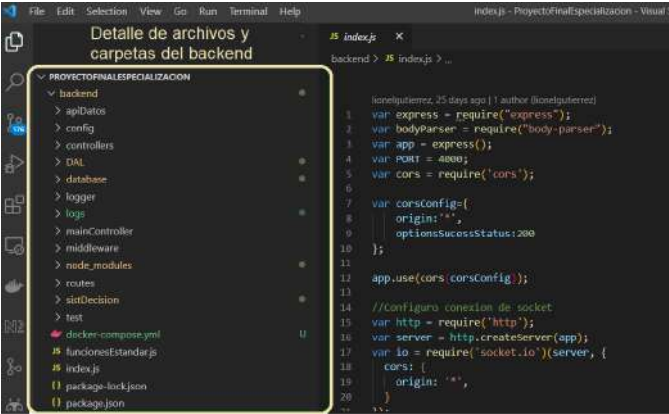 File Edit Selection View Go Run Terminal Help
index.js - ProyectoFinalEspecializacion - Visual
Detalle de archivos y
carpetas del backend
PROYECTOFINALESPECIALIZACION
backend
apiDatos
config
controllers
DAL
database
logger
logs
mainController
middleware
node_modules
routes
sistDecision
test
docker-compose.yml U
JS funcionesEstandar.js
JS index.js
{} package-lock.json
{} package.json
JS index.js X
backend > JS index.js > ...
lionelgutierrez, 25 days ago | 1 author (lionelgutierrez)
1 var express = require("express");
2 var bodyParser = require("body-parser");
3 var app = express();
4 var PORT = 4000;
5 var cors = require('cors');
6
7 var corsConfig={
8 origin:'*',
9 optionsSucessStatus:200
10 };
11
12 app.use(cors(corsConfig));
13
14 //Configuro conexion de socket
15 var http = require('http');
16 var server = http.createServer(app);
17 var io = require('socket.io')(server, {
18 cors: {
19 origin: '*',
20 }